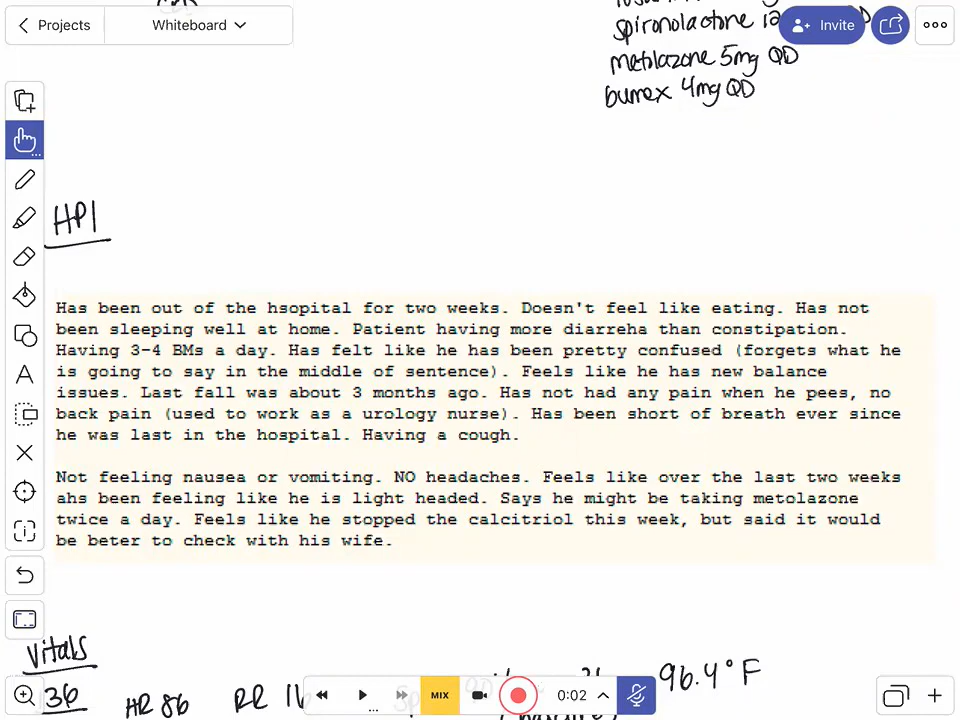 Projects
Whiteboard
Invite
spironolactone
metolazone 5mg QD
bumex 4mg QD
HPI
Has been out of the hsopital for two weeks. Doesn't feel like eating. Has not
been sleeping well at home. Patient having more diarreha than constipation.
Having 3-4 BMs a day. Has felt like he has been pretty confused (forgets what he
is going to say in the middle of sentence). Feels like he has new balance
issues. Last fall was about 3 months ago. Has not had any pain when he pees, no
back pain (used to work as a urology nurse). Has been short of breath ever since
he was last in the hospital. Having a cough.
Not feeling nausea or vomiting. NO headaches. Feels like over the last two weeks
ahs been feeling like he is light headed. Says he might be taking metolazone
twice a day. Feels like he stopped the calcitriol this week, but said it would
be beter to check with his wife.
Vitals
36 HR 86 RR 16 96.4°F
MIX
0:02